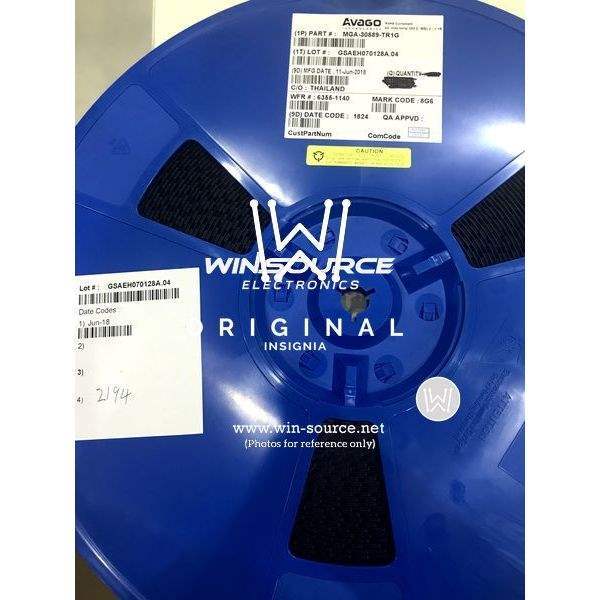 AVAGO
(1P) PART # : MGA-30889-TR1G
(1T) LOT # : GSAEH070128A.04
(9D) MFG DATE : 11-Jun-2018
(Q) QUANTITY
C/O : THAILAND
WFR # : 6355-1140
MARK CODE : 8G6
(9D) DATE CODE : 1824
QA APPVD :
CustPartNum
ComCode
CAUTION
W
WINSOURCE
ELECTRONICS
Lot # : GSAEH070128A.04
Date Codes
1) Jun-18
2)
3)
4) 2194
ORIGINAL
INSIGNIA
W
www.win-source.net
(Photos for reference only)